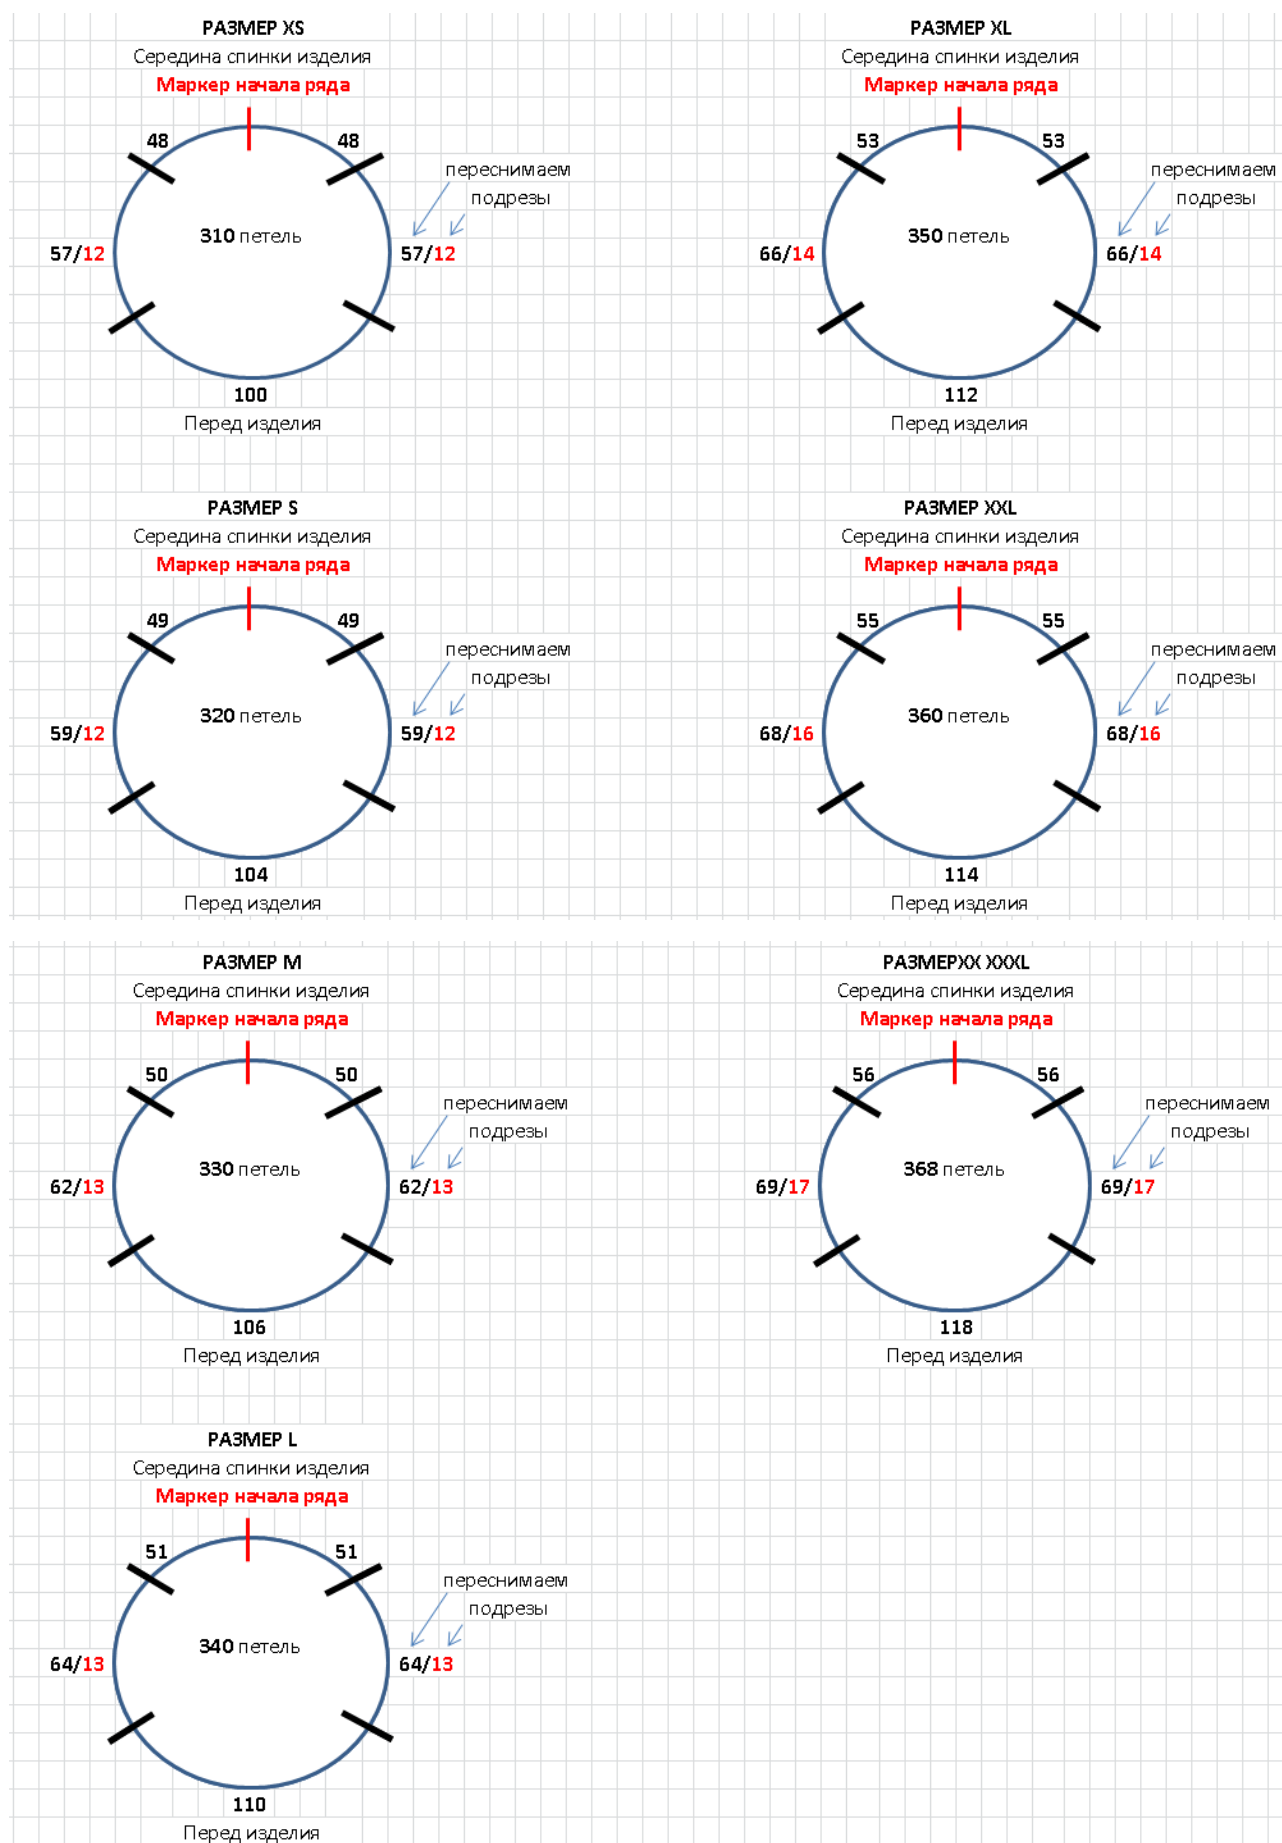 РАЗМЕР XS
Середина спинки изделия
Маркер начала ряда
48 48
переснимаем
подрезы
310 петель
57/12 57/12
100
Перед изделия
РАЗМЕР XL
Середина спинки изделия
Маркер начала ряда
53 53
переснимаем
подрезы
350 петель
66/14 66/14
112
Перед изделия
РАЗМЕР S
Середина спинки изделия
Маркер начала ряда
49 49
переснимаем
подрезы
320 петель
59/12 59/12
104
Перед изделия
РАЗМЕР XXL
Середина спинки изделия
Маркер начала ряда
55 55
переснимаем
подрезы
360 петель
68/16 68/16
114
Перед изделия
РАЗМЕР M
Середина спинки изделия
Маркер начала ряда
50 50
переснимаем
подрезы
330 петель
62/13 62/13
106
Перед изделия
РАЗМЕРXX XXXL
Середина спинки изделия
Маркер начала ряда
56 56
переснимаем
подрезы
368 петель
69/17 69/17
118
Перед изделия
РАЗМЕР L
Середина спинки изделия
Маркер начала ряда
51 51
переснимаем
подрезы
340 петель
64/13 64/13
110
Перед изделия